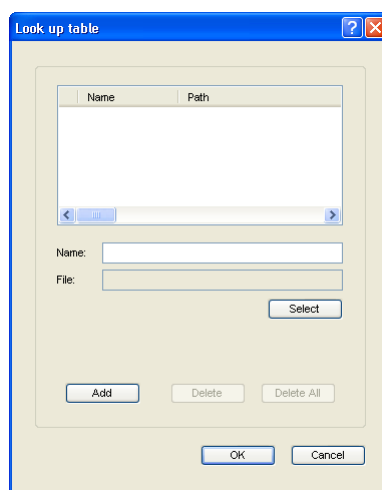 Look up table
Name Path
Name:
File:
Select
Add Delete Delete All
OK Cancel